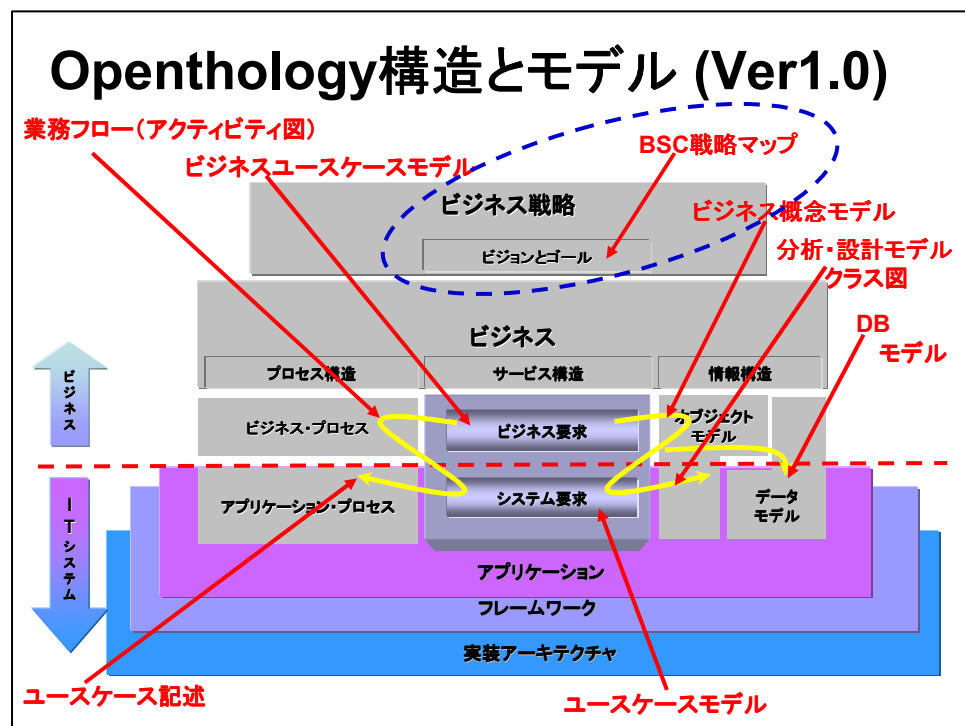 Openthology構造とモデル (Ver1.0)
業務フロー(アクティビティ図)
ビジネスユースケースモデル
BSC戦略マップ
ビジネス戦略
ビジネス概念モデル
ビジョンとゴール
分析・設計モデル
クラス図
ビジネス
DB
モデル
プロセス構造
サービス構造
情報構造
ビジネス
ビジネス・プロセス
ビジネス要求
オブジェクト
モデル
ITシステム
アプリケーション・プロセス
システム要求
データ
モデル
アプリケーション
フレームワーク
実装アーキテクチャ
ユースケース記述
ユースケースモデル